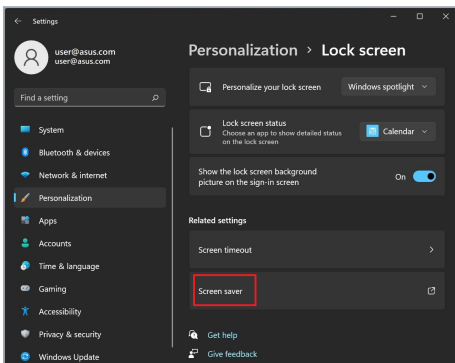 Settings
user@asus.com
user@asus.com
Find a setting
System
Bluetooth & devices
Network & internet
Personalization
Apps
Accounts
Time & language
Gaming
Accessibility
Privacy & security
Windows Update
Personalization > Lock screen
Personalize your lock screen
Windows spotlight
Lock screen status
Choose an app to show detailed status
on the lock screen
Calendar
Show the lock screen background
picture on the sign-in screen
On
Related settings
Screen timeout
Screen saver
Get help
Give feedback